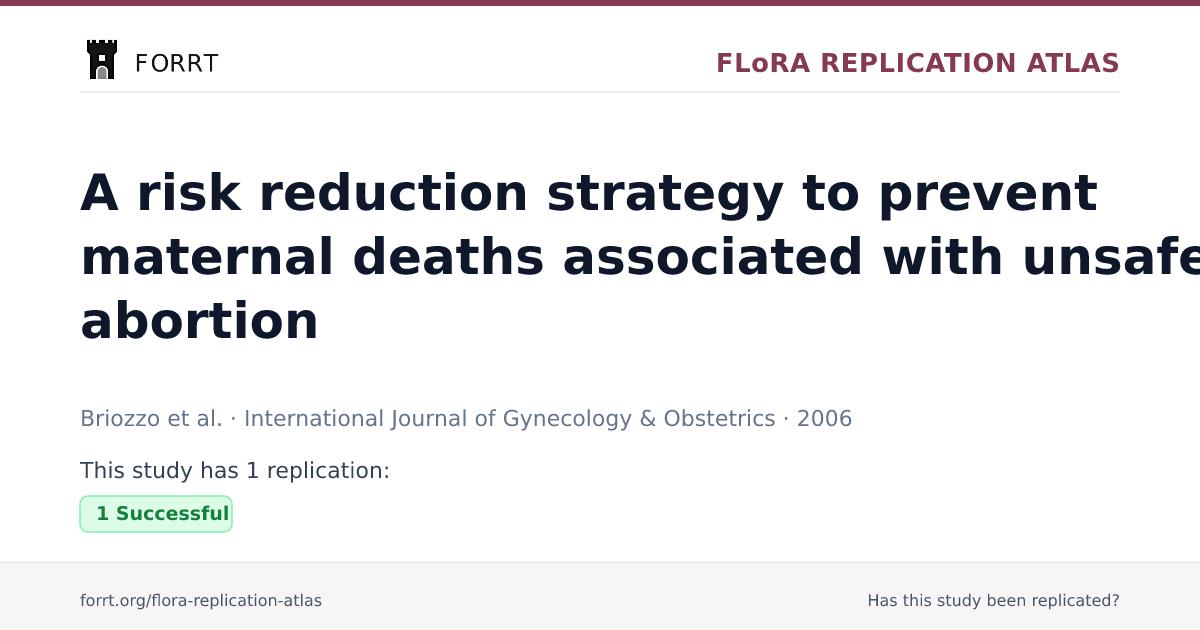 FORRT
FLoRA REPLICATION ATLAS
A risk reduction strategy to prevent
maternal deaths associated with unsafe
abortion
Briozzo et al. · International Journal of Gynecology & Obstetrics · 2006
This study has 1 replication:
1 Successful
forrt.org/flora-replication-atlas
Has this study been replicated?